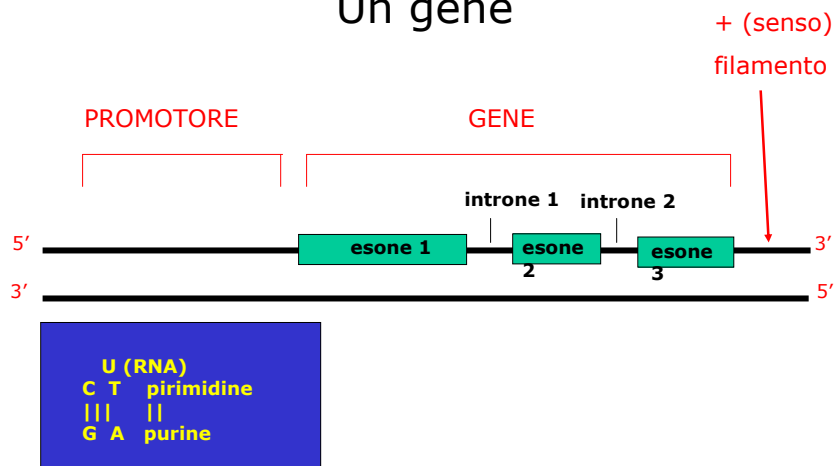 Un gene
+ (senso)
filamento
PROMOTORE
GENE
introne 1
introne 2
5′
esone 1
esone
2
esone
3
3′
3′
5′
U (RNA)
C T pirimidine
||| ||
G A purine